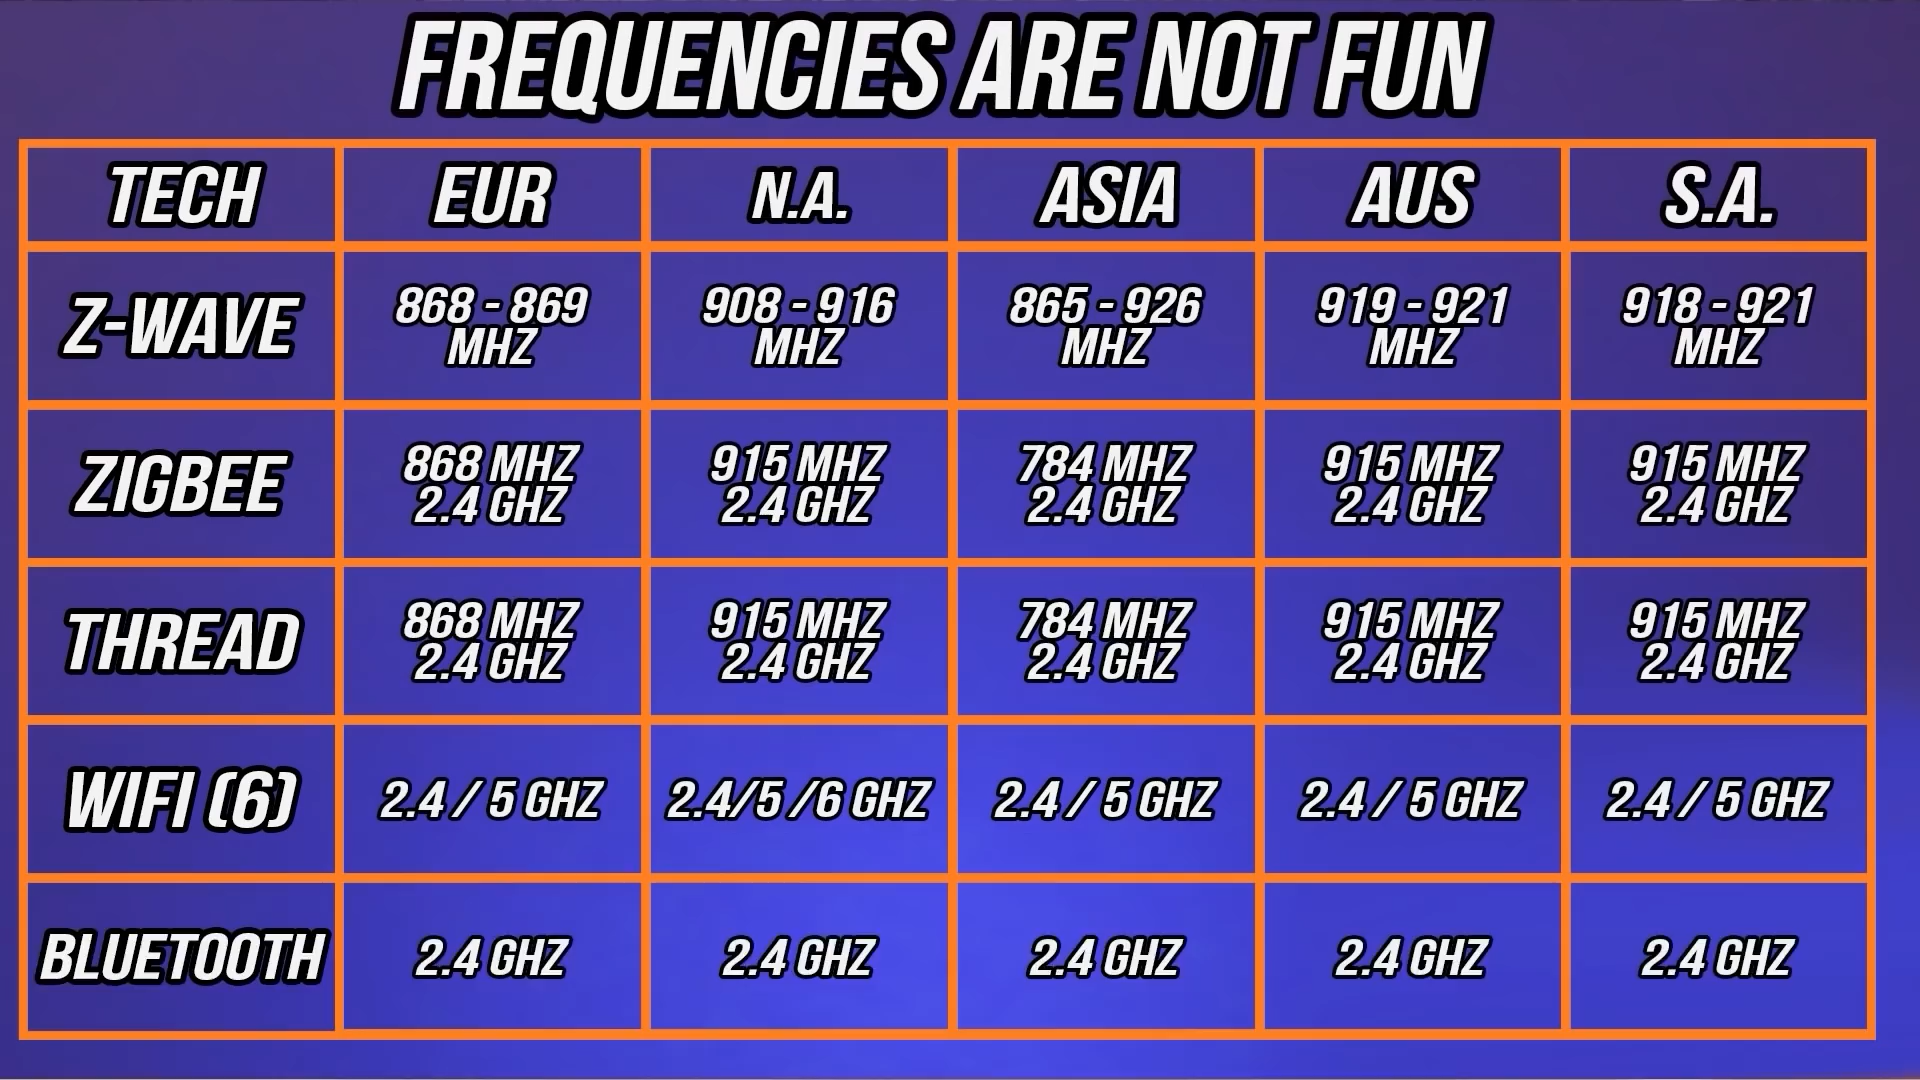 FREQUENCIES ARE NOT FUN
TECH EUR N.A. ASIA AUS S.A.
Z-WAVE 868 - 869 MHZ 908 - 916 MHZ 865 - 926 MHZ 919 - 921 MHZ 918 - 921 MHZ
ZIGBEE 868 MHZ 2.4 GHZ 915 MHZ 2.4 GHZ 784 MHZ 2.4 GHZ 915 MHZ 2.4 GHZ 915 MHZ 2.4 GHZ
THREAD 868 MHZ 2.4 GHZ 915 MHZ 2.4 GHZ 784 MHZ 2.4 GHZ 915 MHZ 2.4 GHZ 915 MHZ 2.4 GHZ
WIFI (6) 2.4 / 5 GHZ 2.4/5 /6 GHZ 2.4 / 5 GHZ 2.4 / 5 GHZ 2.4 / 5 GHZ
BLUETOOTH 2.4 GHZ 2.4 GHZ 2.4 GHZ 2.4 GHZ 2.4 GHZ